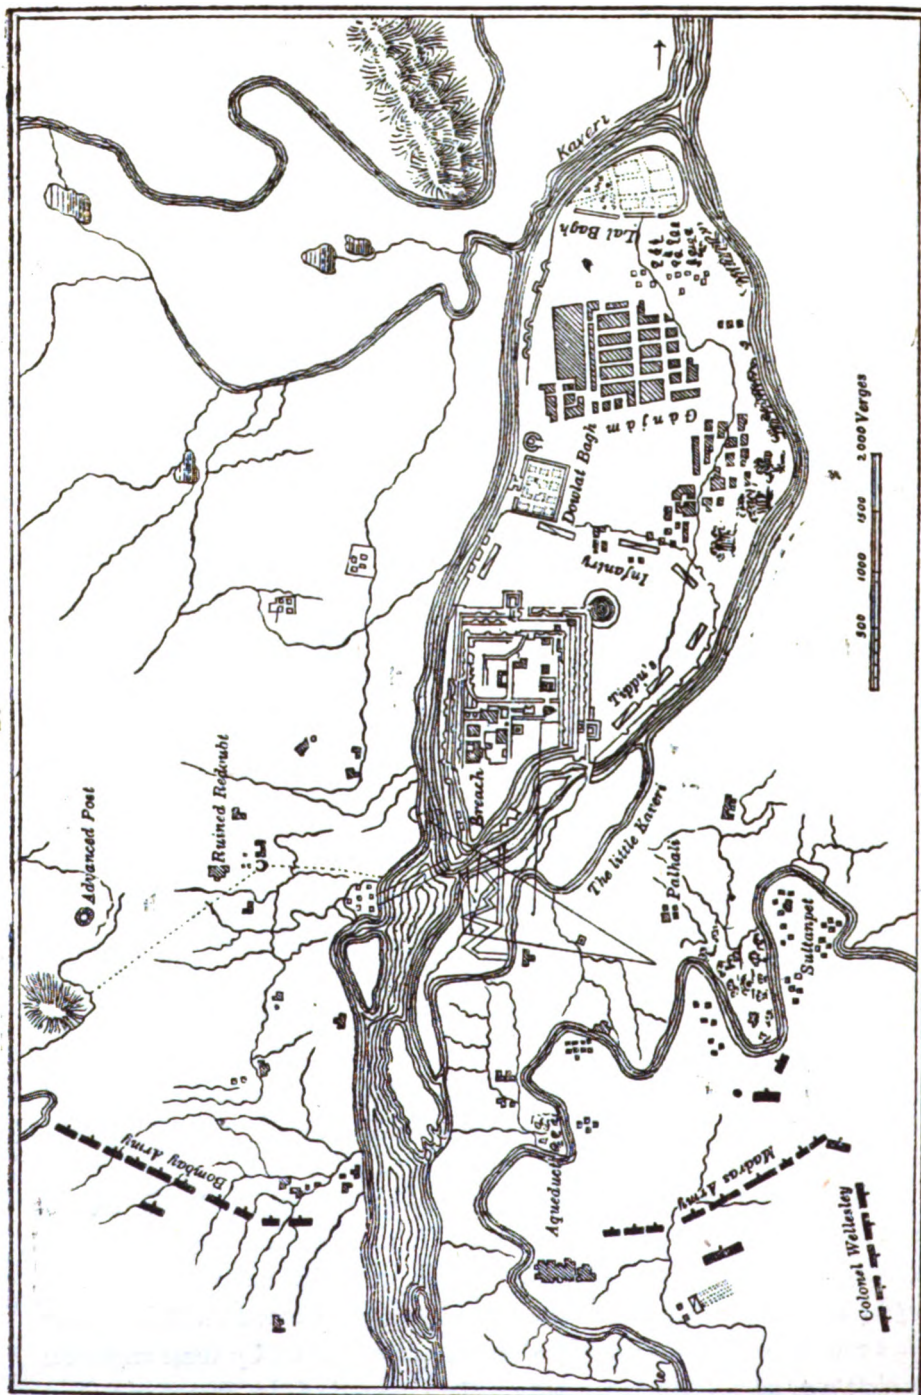 Kaveri
Lal Bagh
Ganjam
Dowlat Bagh
Infantry
Tippu's
Breach
The little Kaveri
Ruined Redoubt
Advanced Post
Palhali
Sultanpet
Bombay Army
Aqueduct
Madras Army
Colonel Wellesley
500 1000 1500 2000 Verges